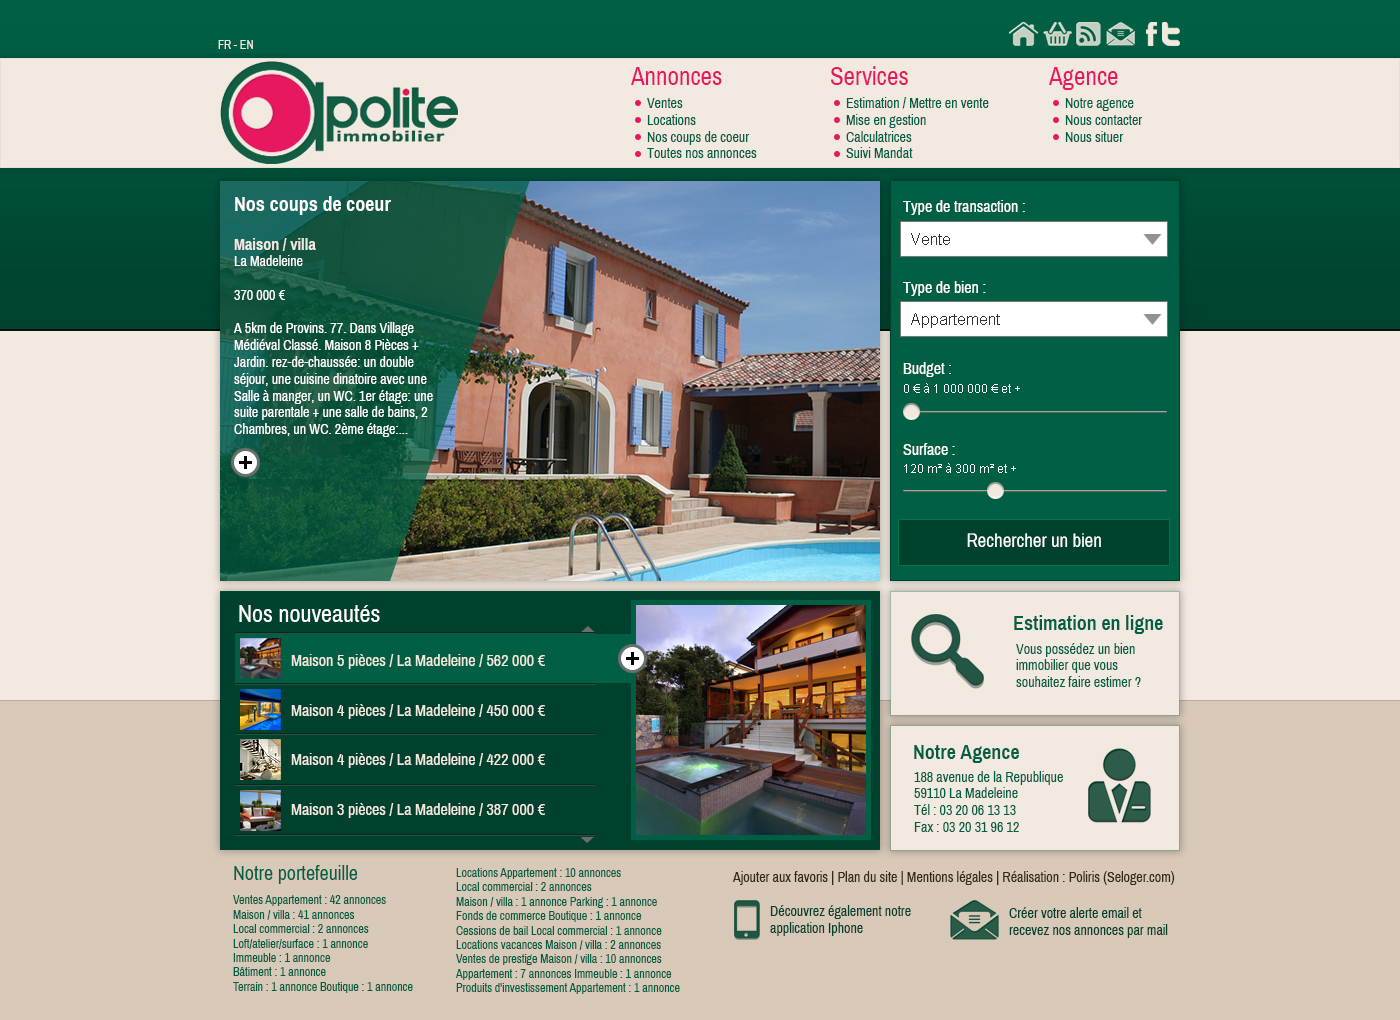 FR - EN
apolite
immobilier
Annonces
Ventes
Locations
Nos coups de coeur
Toutes nos annonces
Services
Estimation / Mettre en vente
Mise en gestion
Calculatrices
Suivi Mandat
Agence
Notre agence
Nous contacter
Nous situer
Nos coups de coeur
Maison / villa
La Madeleine
370 000 €
A 5km de Provins. 77. Dans Village
Médiéval Classé. Maison 8 Pièces +
Jardin. rez-de-chaussée: un double
séjour, une cuisine dinatoire avec une
Salle à manger, un WC. 1er étage: une
suite parentale + une salle de bains, 2
Chambres, un WC. 2ème étage:...
Type de transaction :
Vente
Type de bien :
Appartement
Budget :
0 € à 1 000 000 € et +
Surface :
120 m² à 300 m² et +
Rechercher un bien
Nos nouveautés
Maison 5 pièces / La Madeleine / 562 000 €
Maison 4 pièces / La Madeleine / 450 000 €
Maison 4 pièces / La Madeleine / 422 000 €
Maison 3 pièces / La Madeleine / 387 000 €
Estimation en ligne
Vous possédez un bien
immobilier que vous
souhaitez faire estimer ?
Notre Agence
188 avenue de la Republique
59110 La Madeleine
Tél : 03 20 06 13 13
Fax : 03 20 31 96 12
Notre portefeuille
Ventes Appartement : 42 annonces
Maison / villa : 41 annonces
Local commercial : 2 annonces
Loft/atelier/surface : 1 annonce
Immeuble : 1 annonce
Bâtiment : 1 annonce
Terrain : 1 annonce Boutique : 1 annonce
Locations Appartement : 10 annonces
Local commercial : 2 annonces
Maison / villa : 1 annonce Parking : 1 annonce
Fonds de commerce Boutique : 1 annonce
Cessions de bail Local commercial : 1 annonce
Locations vacances Maison / villa : 2 annonces
Ventes de prestige Maison / villa : 10 annonces
Appartement : 7 annonces Immeuble : 1 annonce
Produits d'investissement Appartement : 1 annonce
Ajouter aux favoris | Plan du site | Mentions légales | Réalisation : Poliris (Seloger.com)
Découvrez également notre
application Iphone
Créer votre alerte email et
recevez nos annonces par mail